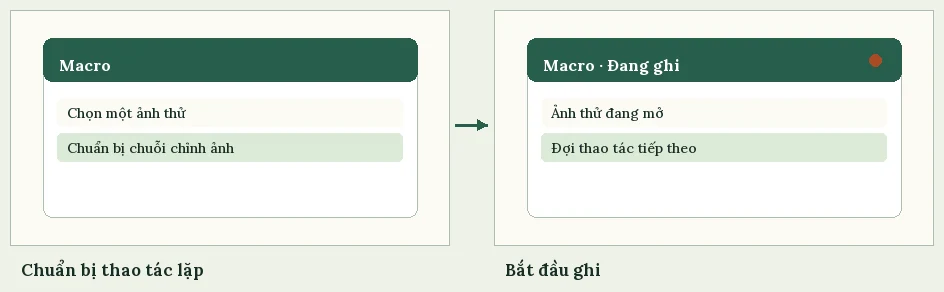 Macro
Chọn một ảnh thử
Chuẩn bị chuỗi chỉnh ảnh
Chuẩn bị thao tác lặp
Macro · Đang ghi
Ảnh thử đang mở
Đợi thao tác tiếp theo
Bắt đầu ghi